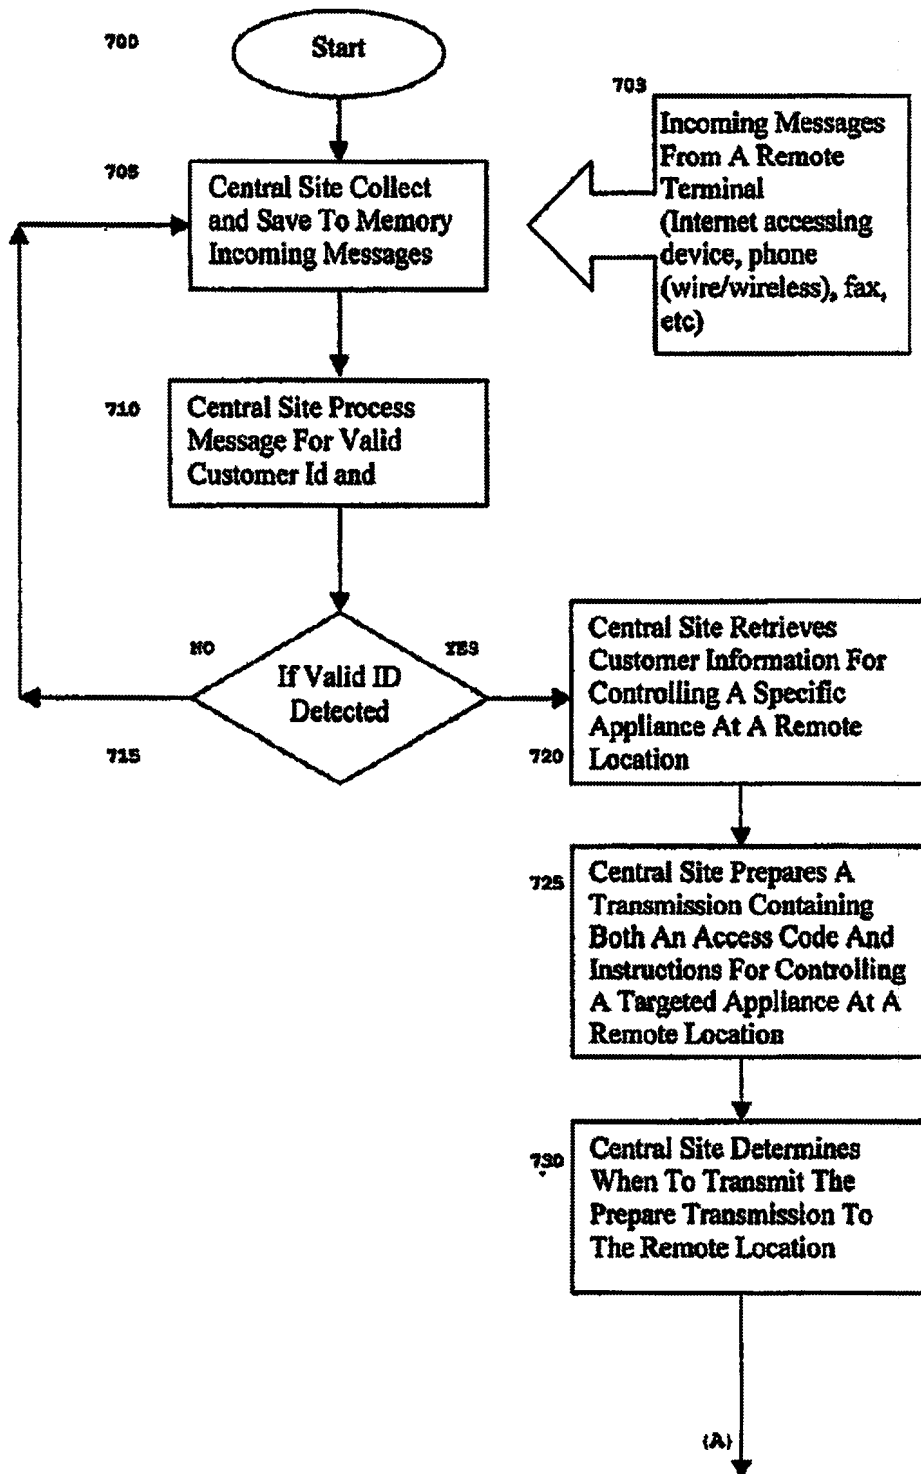 700
Start
703
Incoming Messages
From A Remote
Terminal
(Internet accessing
device, phone
(wire/wireless), fax,
etc)
705
Central Site Collect
and Save To Memory
Incoming Messages
710
Central Site Process
Message For Valid
Customer Id and
NO
YES
If Valid ID
Detected
715
Central Site Retrieves
Customer Information For
Controlling A Specific
Appliance At A Remote
Location
720
725
Central Site Prepares A
Transmission Containing
Both An Access Code And
Instructions For Controlling
A Targeted Appliance At A
Remote Location
730
Central Site Determines
When To Transmit The
Prepare Transmission To
The Remote Location
(A)